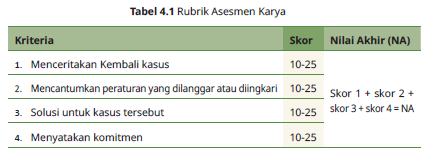 Tabel 4.1 Rubrik Asesmen Karya
Kriteria Skor Nilai Akhir (NA)
1. Menceritakan Kembali kasus 10-25
2. Mencantumkan peraturan yang dilanggar atau diingkari 10-25
Skor 1 + skor 2 +
skor 3 + skor 4 = NA
3. Solusi untuk kasus tersebut 10-25
4. Menyatakan komitmen 10-25